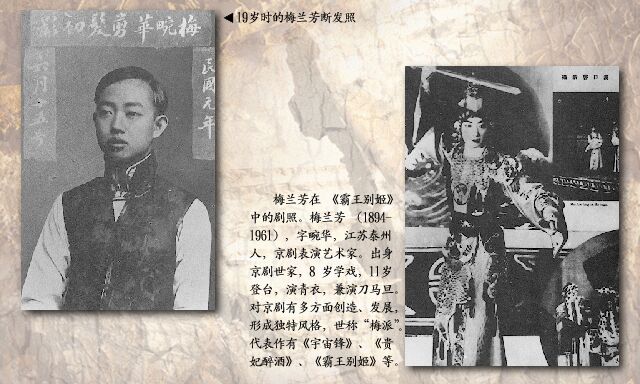 19岁时的梅兰芳断发照
梅畹華剪髮初
民國元年
梅兰芳在《霸王别姬》
中的剧照。梅兰芳（1894-
1961），字畹华，江苏泰州
人，京剧表演艺术家。出身
京剧世家，8 岁学戏，11岁
登台，演青衣，兼演刀马旦。
对京剧有多方面创造、发展，
形成独特风格，世称“梅派”。
代表作有《宇宙锋》、《贵
妃醉酒》、《霸王别姬》等。